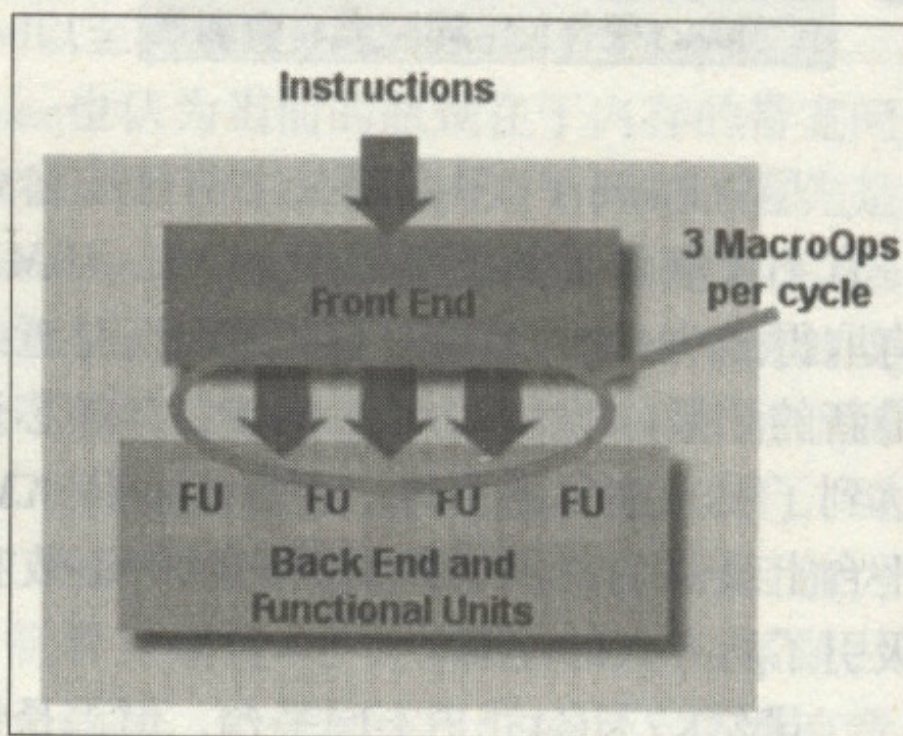 Instructions
Front End
3 MacroOps
per cycle
FU FU FU FU
Back End and
Functional Units